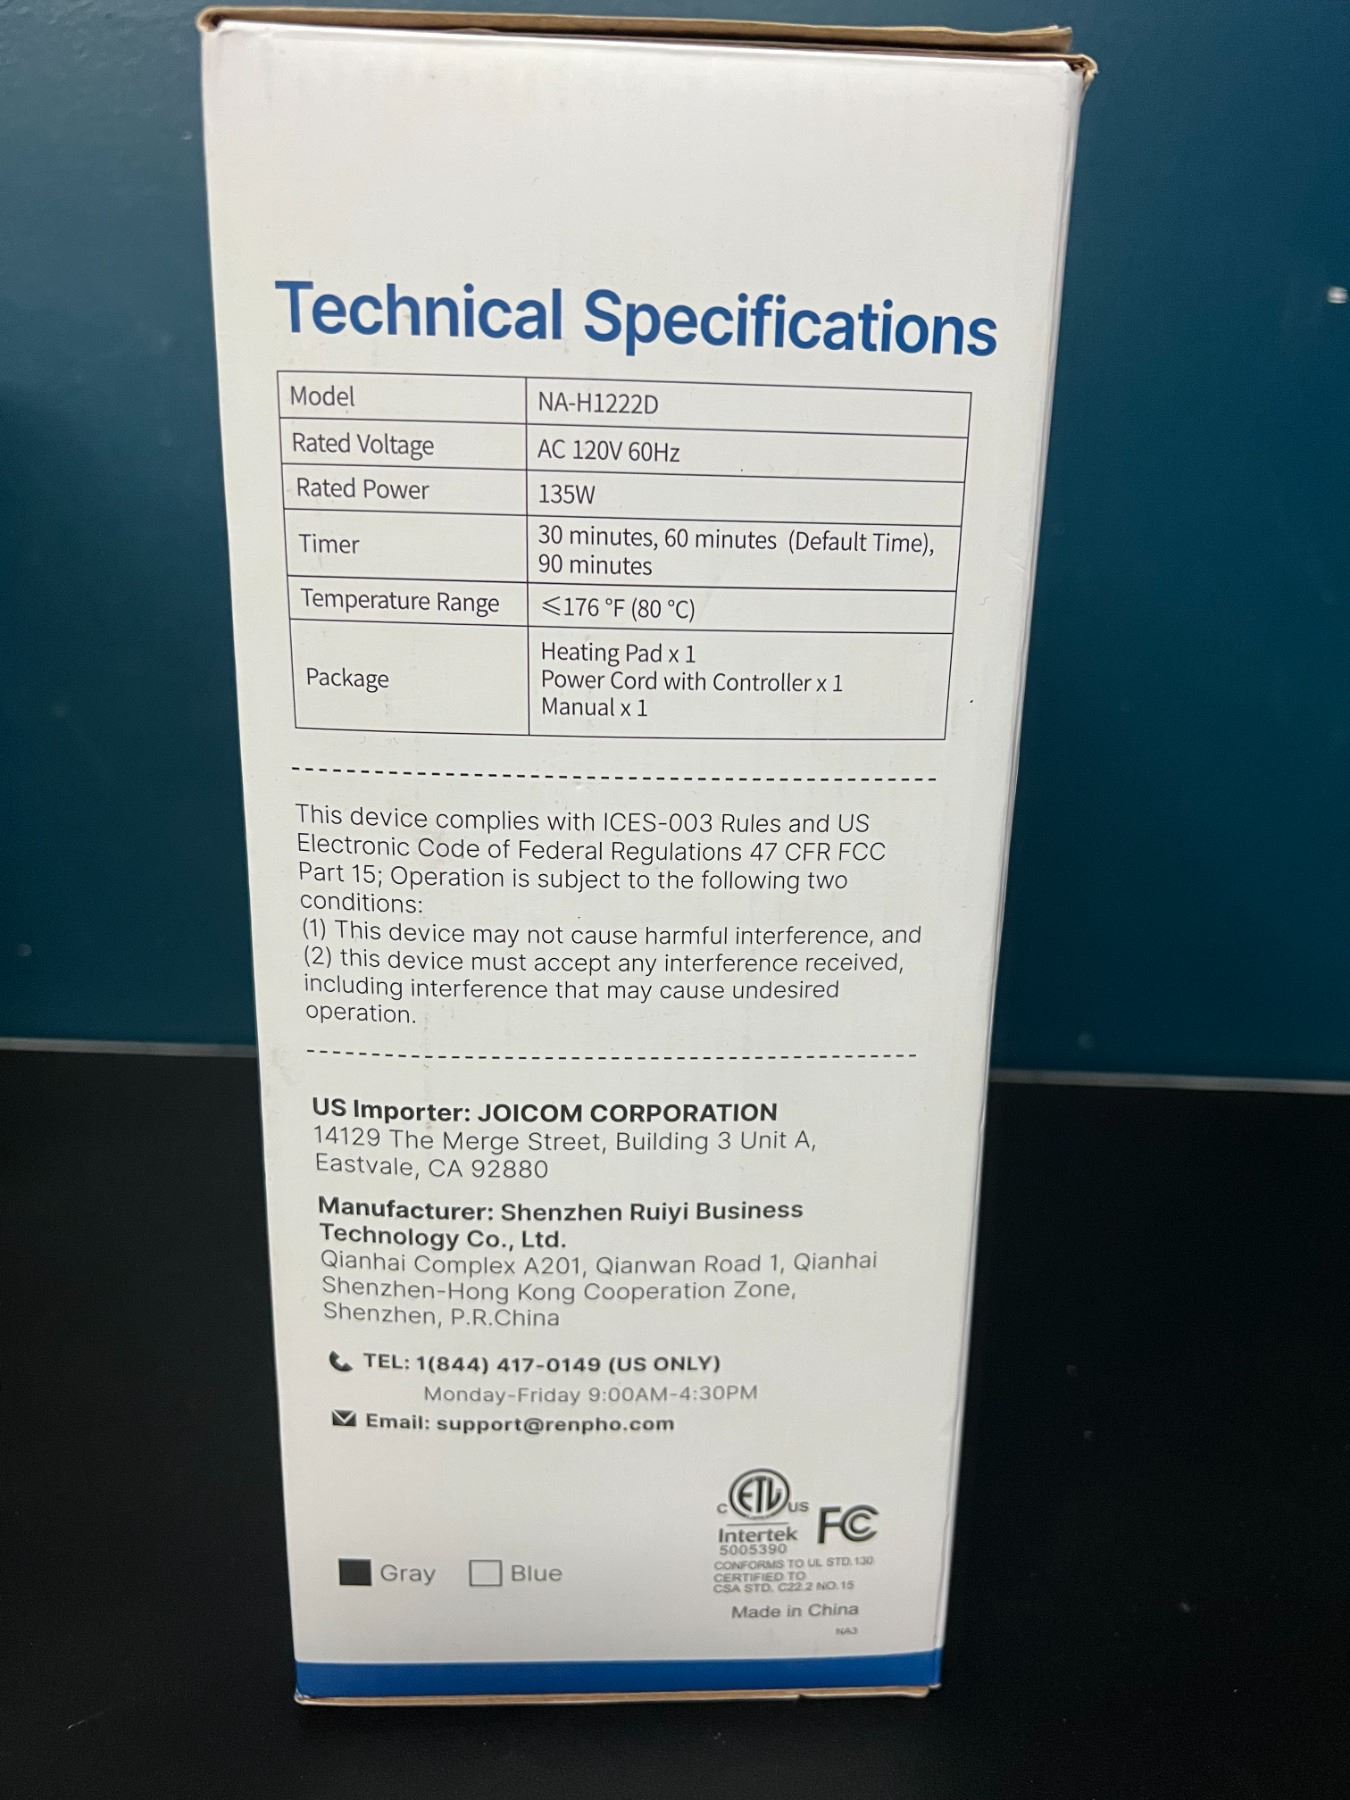 Technical Specifications
Model NA-H1222D
Rated Voltage AC 120V 60Hz
Rated Power 135W
Timer 30 minutes, 60 minutes (Default Time),
90 minutes
Temperature Range ≤176 °F (80 °C)
Package
Heating Pad x 1
Power Cord with Controller x 1
Manual x 1
This device complies with ICES-003 Rules and US
Electronic Code of Federal Regulations 47 CFR FCC
Part 15; Operation is subject to the following two
conditions:
(1) This device may not cause harmful interference, and
(2) this device must accept any interference received,
including interference that may cause undesired
operation.
US Importer: JOICOM CORPORATION
14129 The Merge Street, Building 3 Unit A,
Eastvale, CA 92880
Manufacturer: Shenzhen Ruiyi Business
Technology Co., Ltd.
Qianhai Complex A201, Qianwan Road 1, Qianhai
Shenzhen-Hong Kong Cooperation Zone,
Shenzhen, P.R.China
TEL: 1(844) 417-0149 (US ONLY)
Monday-Friday 9:00AM-4:30PM
Email: support@renpho.com
C ETL US
FC
Intertek
5005390
CONFORMS TO UL STD.130
CERTIFIED TO
CSA STD. C22.2 NO.15
Gray Blue
Made in China
NA3